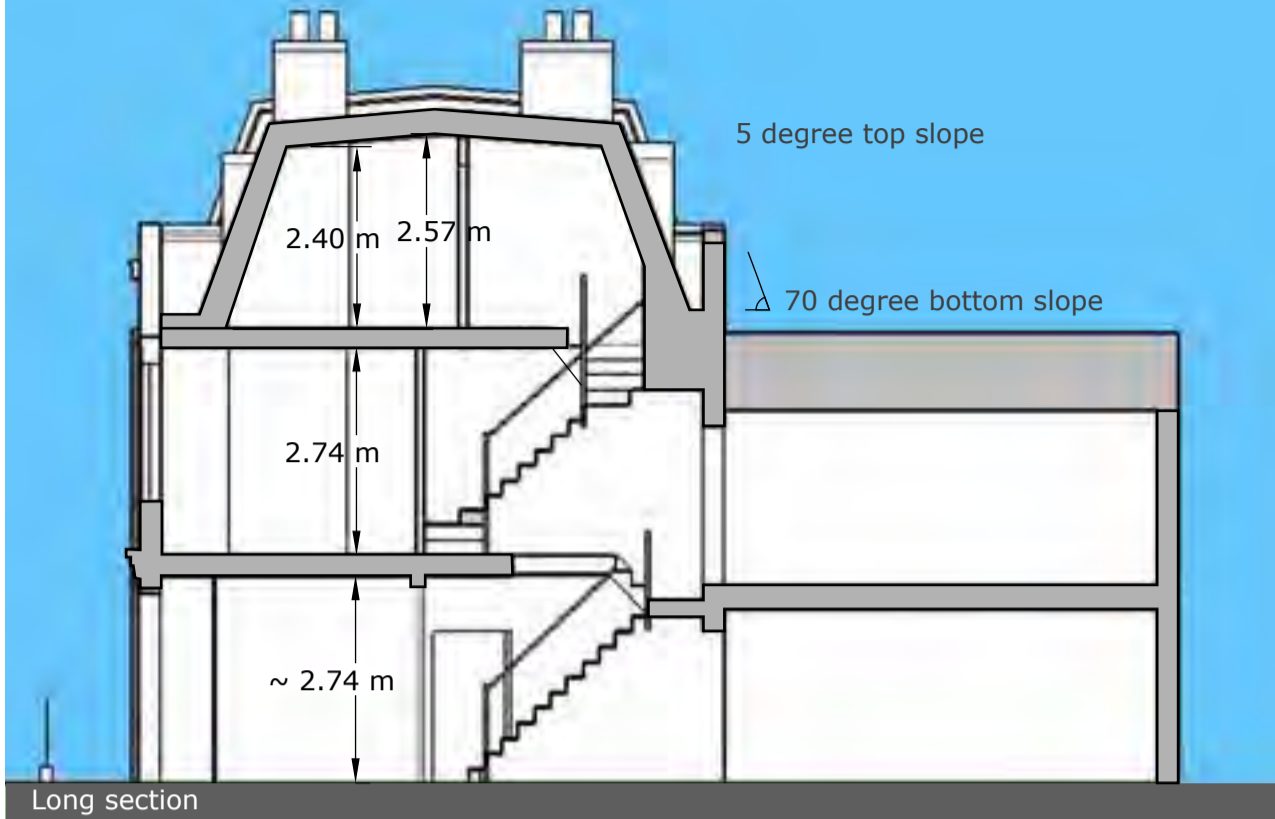 5 degree top slope
2.40 m
2.57 m
70 degree bottom slope
2.74 m
~ 2.74 m
Long section